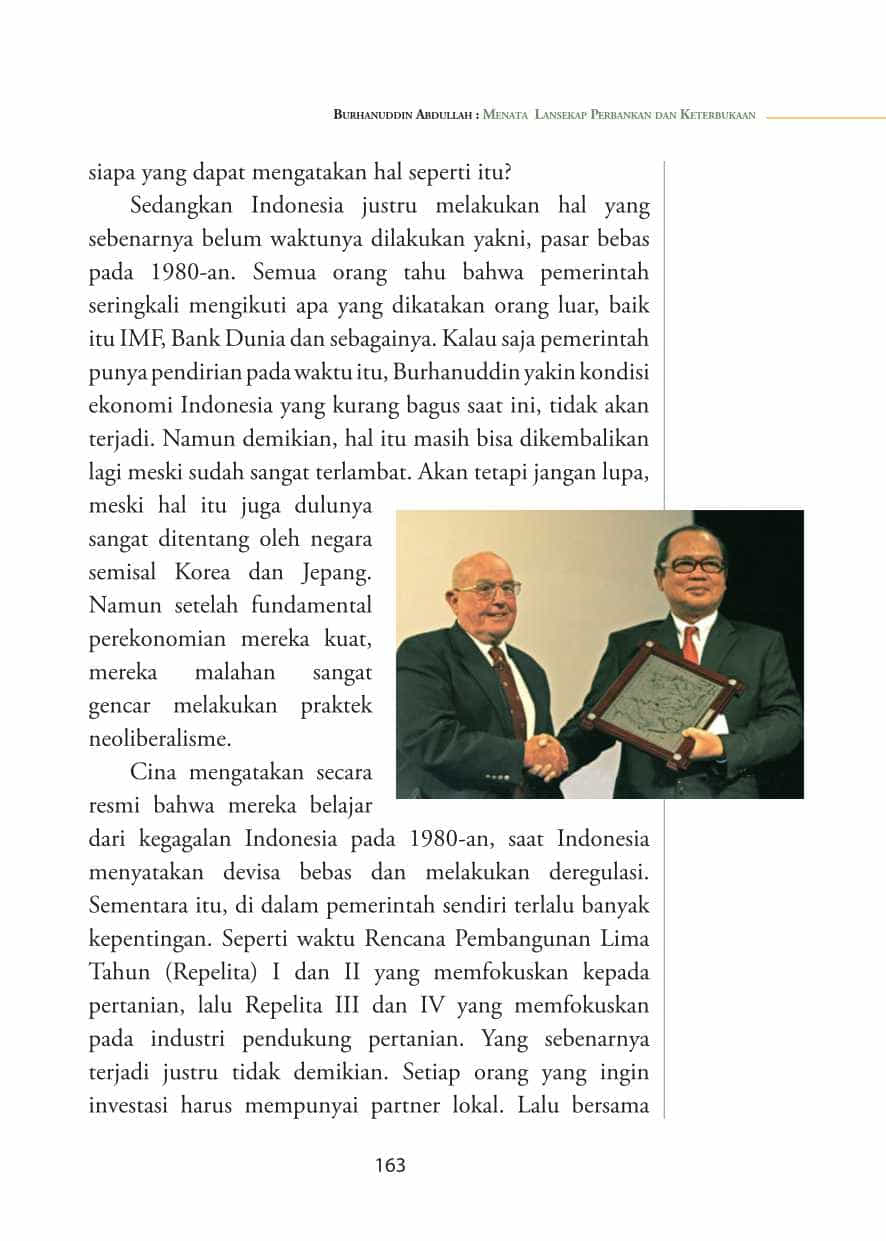 Burhanuddin Abdullah : Menata Lansekap Perbankan dan Keterbukaan
siapa yang dapat mengatakan hal seperti itu?
Sedangkan Indonesia justru melakukan hal yang
sebenarnya belum waktunya dilakukan yakni, pasar bebas
pada 1980-an. Semua orang tahu bahwa pemerintah
seringkali mengikuti apa yang dikatakan orang luar, baik
itu IMF, Bank Dunia dan sebagainya. Kalau saja pemerintah
punya pendirian pada waktu itu, Burhanuddin yakin kondisi
ekonomi Indonesia yang kurang bagus saat ini, tidak akan
terjadi. Namun demikian, hal itu masih bisa dikembalikan
lagi meski sudah sangat terlambat. Akan tetapi jangan lupa,
meski hal itu juga dulunya
sangat ditentang oleh negara
semisal Korea dan Jepang.
Namun setelah fundamental
perekonomian mereka kuat,
mereka malahan sangat
gencar melakukan praktek
neoliberalisme.
Cina mengatakan secara
resmi bahwa mereka belajar
dari kegagalan Indonesia pada 1980-an, saat Indonesia
menyatakan devisa bebas dan melakukan deregulasi.
Sementara itu, di dalam pemerintah sendiri terlalu banyak
kepentingan. Seperti waktu Rencana Pembangunan Lima
Tahun (Repelita) I dan II yang memfokuskan kepada
pertanian, lalu Repelita III dan IV yang memfokuskan
pada industri pendukung pertanian. Yang sebenarnya
terjadi justru tidak demikian. Setiap orang yang ingin
investasi harus mempunyai partner lokal. Lalu bersama
163